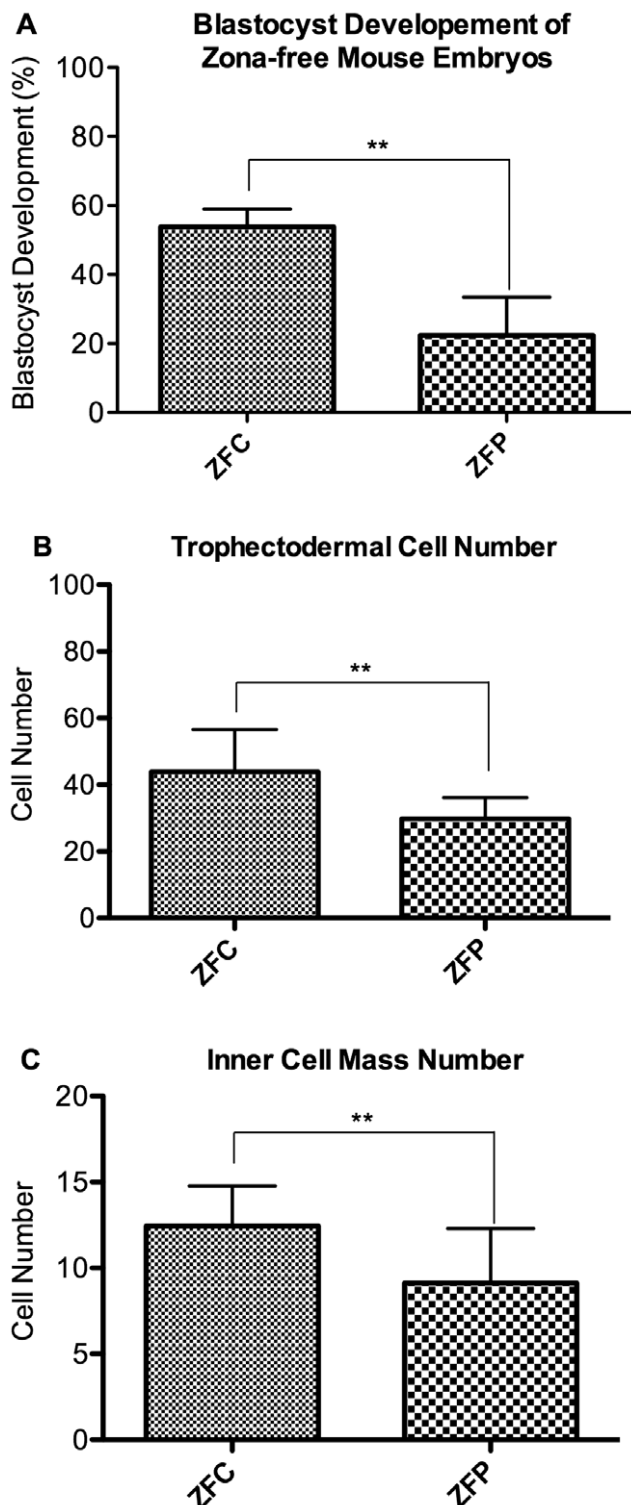 A
Blastocyst Developement of
Zona-free Mouse Embryos
Blastocyst Development (%)
100
80
60
40
20
0
**
ZFC
ZFP
B
Trophectodermal Cell Number
Cell Number
100
80
60
40
20
0
**
ZFC
ZFP
C
Inner Cell Mass Number
Cell Number
20
15
10
5
0
**
ZFC
ZFP